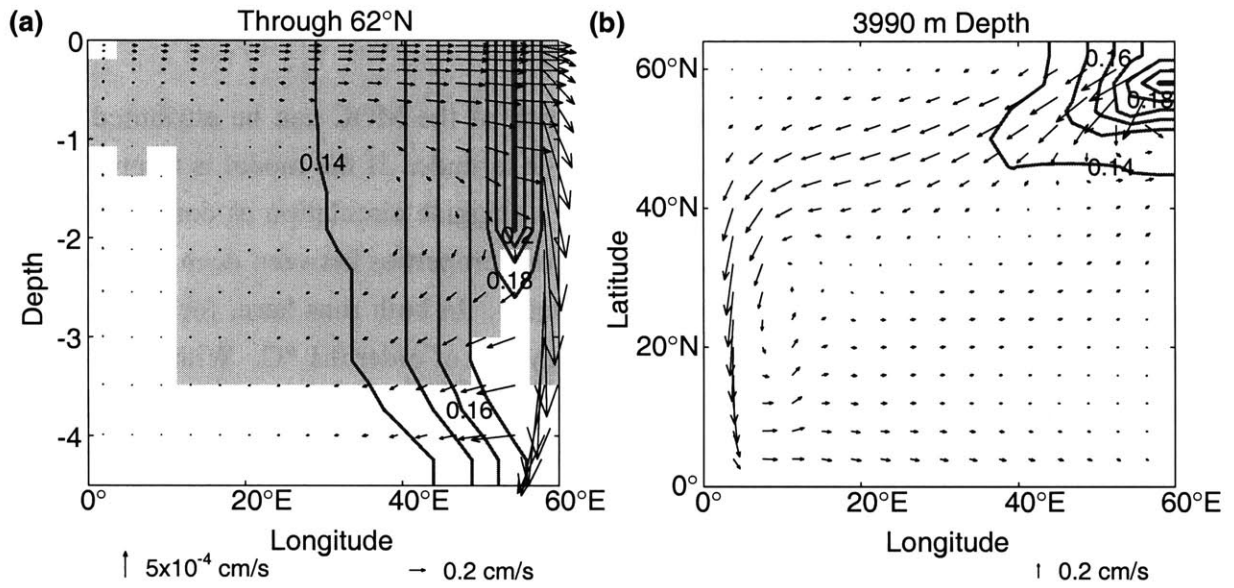 (a)
Through 62°N
0
-1
-2
-3
-4
Depth
0.14
0.2
0.18
0.16
0°
20°E
40°E
60°E
Longitude
5x10-4 cm/s
0.2 cm/s
(b)
3990 m Depth
60°N
40°N
20°N
0°
Latitude
0.16
0.18
0.14
0°
20°E
40°E
60°E
Longitude
0.2 cm/s